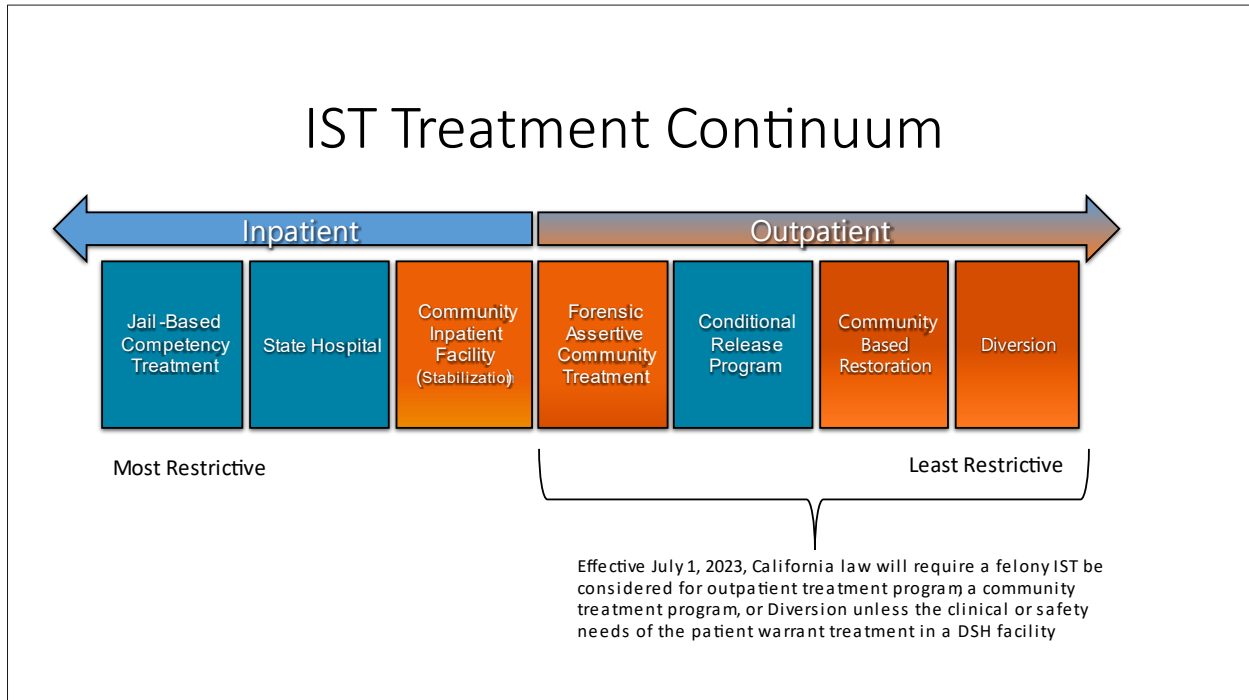 IST Treatment Continuum
Inpatient
Outpatient
Jail-Based
Competency
Treatment
State Hospital
Community
Inpatient
Facility
(Stabilization)
Forensic
Assertive
Community
Treatment
Conditional
Release
Program
Community
Based
Restoration
Diversion
Most Restrictive
Least Restrictive
Effective July 1, 2023, California law will require a felony IST be
considered for outpatient treatment program, a community
treatment program, or Diversion unless the clinical or safety
needs of the patient warrant treatment in a DSH facility